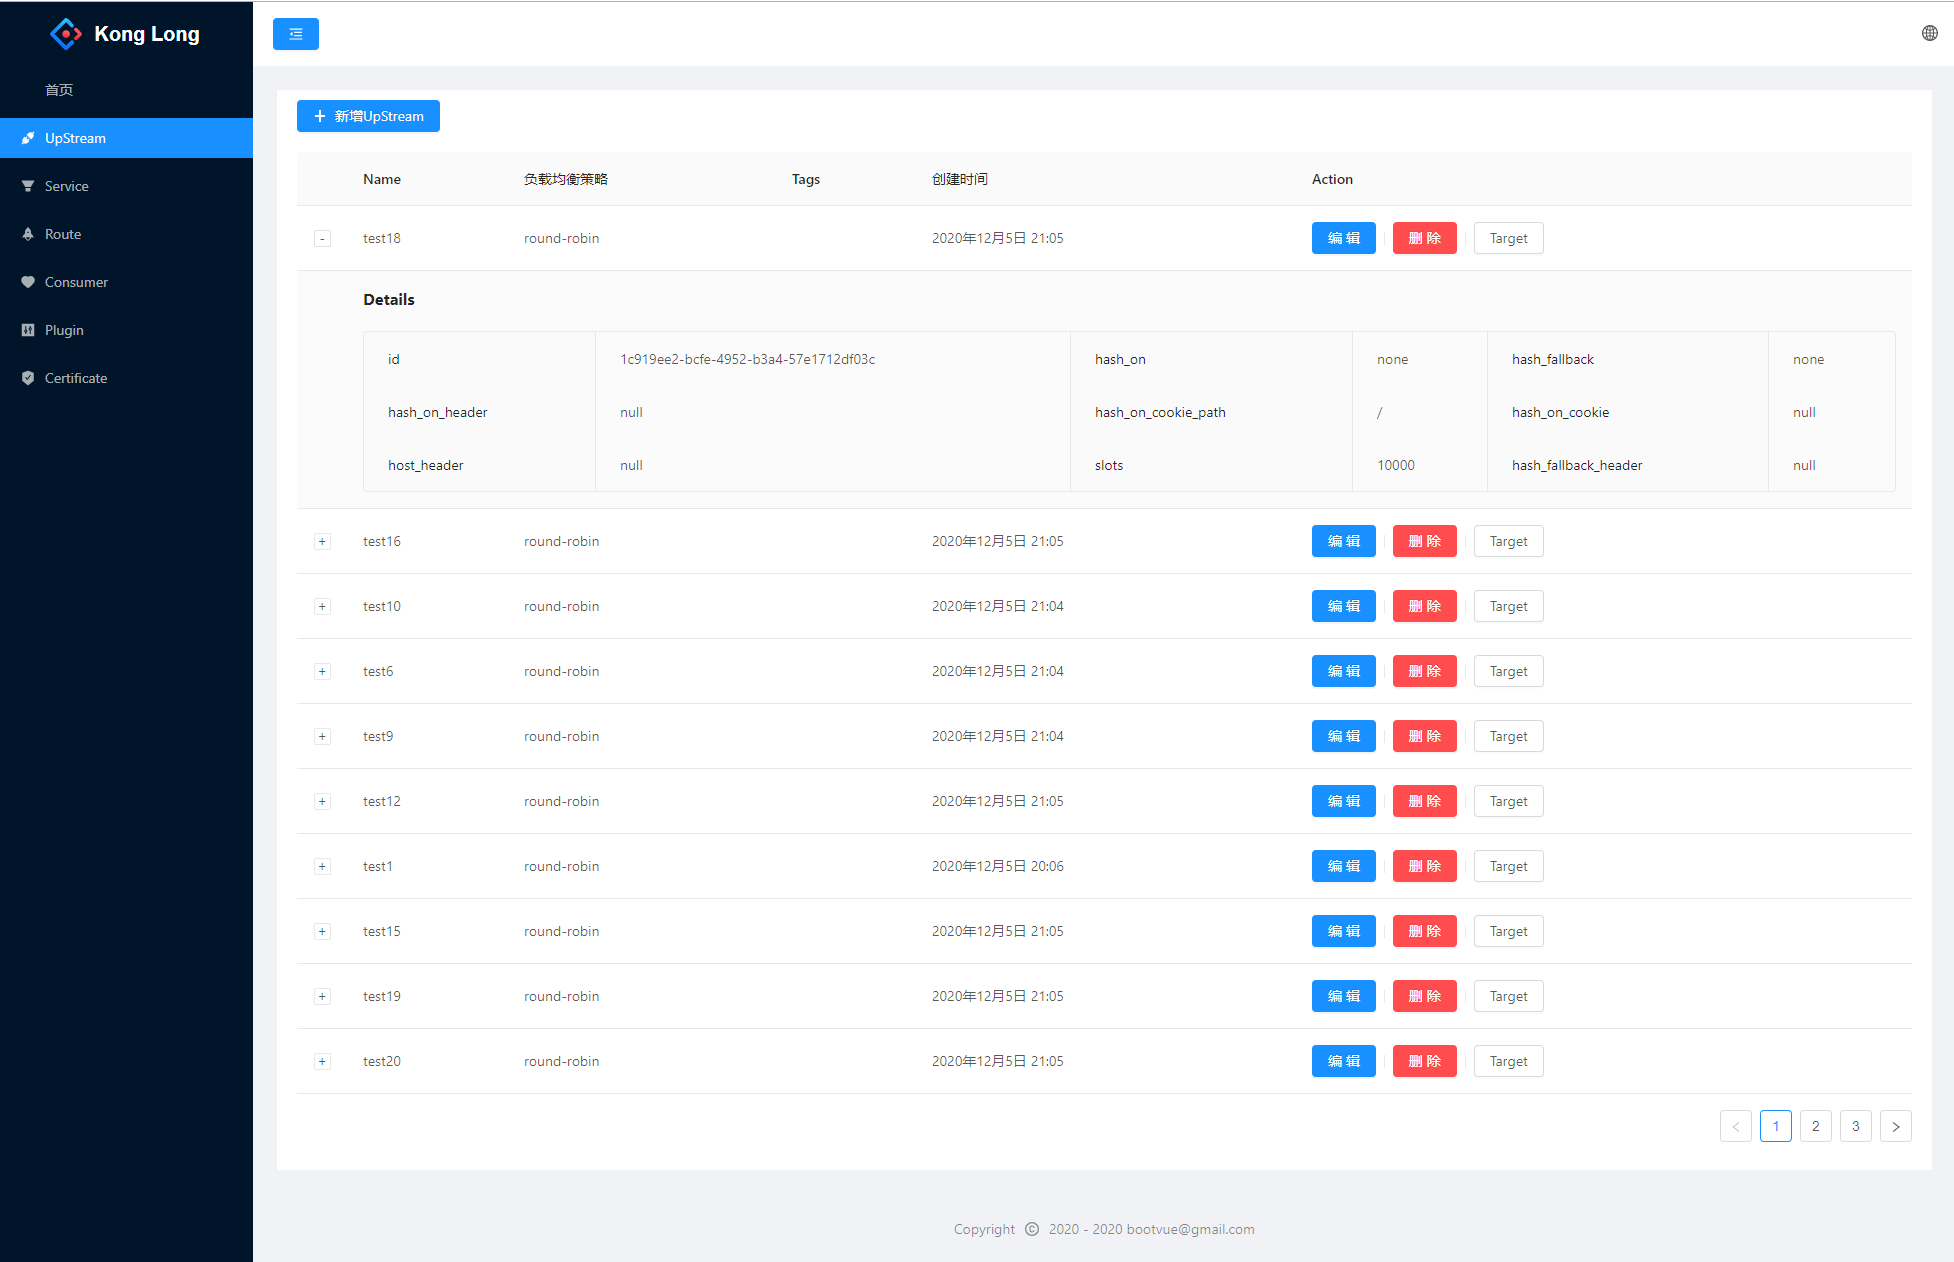 Kong Long
首页
UpStream
Service
Route
Consumer
Plugin
Certificate
+ 新增UpStream
Name 负载均衡策略 Tags 创建时间 Action
- test18 round-robin 2020年12月5日 21:05 编 辑 删 除 Target
Details
id 1c919ee2-bcfe-4952-b3a4-57e1712df03c hash_on none hash_fallback none
hash_on_header null hash_on_cookie_path / hash_on_cookie null
host_header null slots 10000 hash_fallback_header null
+ test16 round-robin 2020年12月5日 21:05 编 辑 删 除 Target
+ test10 round-robin 2020年12月5日 21:04 编 辑 删 除 Target
+ test6 round-robin 2020年12月5日 21:04 编 辑 删 除 Target
+ test9 round-robin 2020年12月5日 21:04 编 辑 删 除 Target
+ test12 round-robin 2020年12月5日 21:05 编 辑 删 除 Target
+ test1 round-robin 2020年12月5日 20:06 编 辑 删 除 Target
+ test15 round-robin 2020年12月5日 21:05 编 辑 删 除 Target
+ test19 round-robin 2020年12月5日 21:05 编 辑 删 除 Target
+ test20 round-robin 2020年12月5日 21:05 编 辑 删 除 Target
< 1 2 3 >
Copyright © 2020 - 2020 bootvue@gmail.com